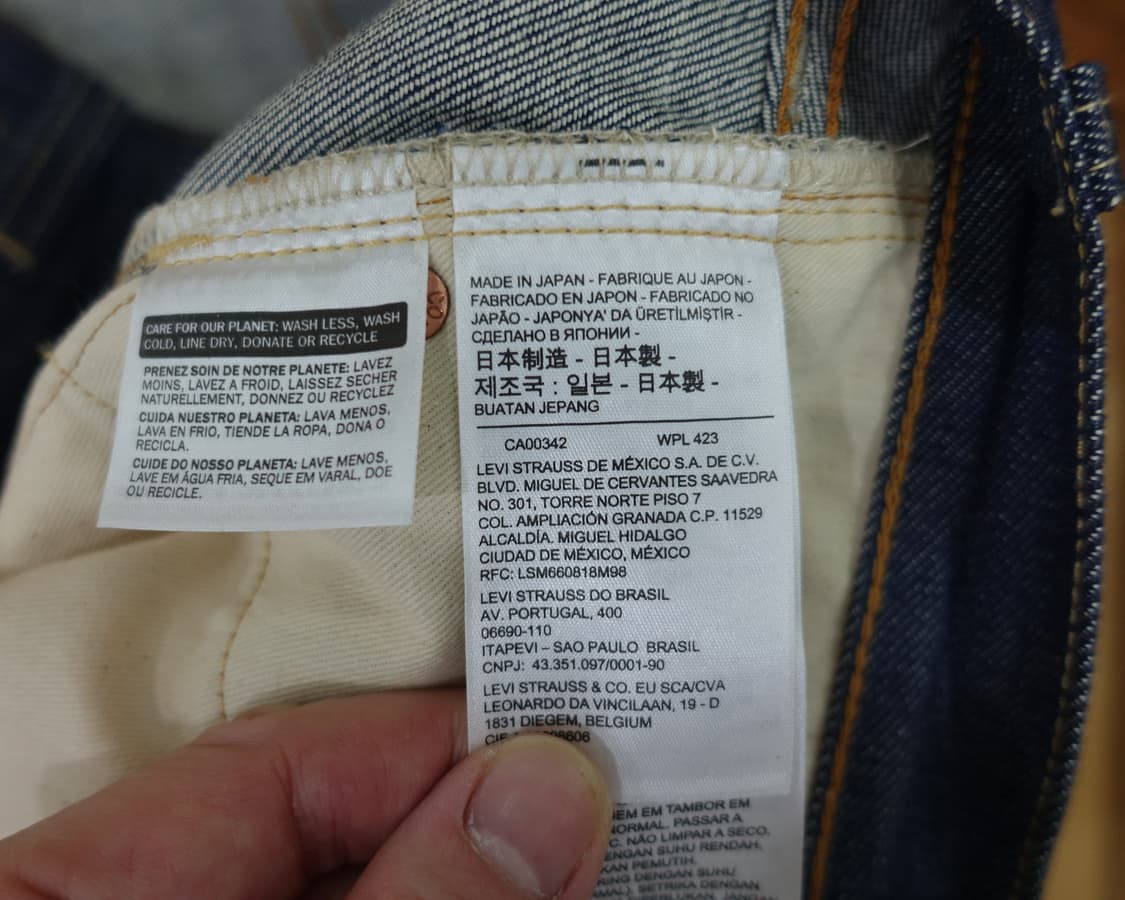 CARE FOR OUR PLANET: WASH LESS, WASH
COLD, LINE DRY, DONATE OR RECYCLE
PRENEZ SOIN DE NOTRE PLANETE: LAVEZ
MOINS, LAVEZ A FROID, LAISSEZ SECHER
NATURELLEMENT, DONNEZ OU RECYCLEZ
CUIDA NUESTRO PLANETA: LAVA MENOS,
LAVA EN FRIO, TIENDE LA ROPA, DONA O
RECICLA.
CUIDE DO NOSSO PLANETA: LAVE MENOS,
LAVE EM ÁGUA FRIA, SEQUE EM VARAL, DOE
OU RECICLE.
MADE IN JAPAN - FABRIQUE AU JAPON -
FABRICADO EN JAPON - FABRICADO NO
JAPÃO - JAPONYA' DA ÜRETİLMİŞTİR -
СДЕЛАНО В ЯПОНИИ -
日本制造 - 日本製 -
제조국 : 일본 - 日本製 -
BUATAN JEPANG
CA00342 WPL 423
LEVI STRAUSS DE MÉXICO S.A. DE C.V.
BLVD. MIGUEL DE CERVANTES SAAVEDRA
NO. 301, TORRE NORTE PISO 7
COL. AMPLIACIÓN GRANADA C.P. 11529
ALCALDÍA. MIGUEL HIDALGO
CIUDAD DE MÉXICO, MÉXICO
RFC: LSM660818M98
LEVI STRAUSS DO BRASIL
AV. PORTUGAL, 400
06690-110
ITAPEVI – SAO PAULO BRASIL
CNPJ: 43.351.097/0001-90
LEVI STRAUSS & CO. EU SCA/CVA
LEONARDO DA VINCILAAN, 19 - D
1831 DIEGEM, BELGIUM
EM TAMBOR EM
NORMAL. PASSAR A
C. NÃO LIMPAR A SECO.
DENGAN SUHU RENDAH.
PEMUTIH.
DENGAN SUHU
SETRIKA DENGAN